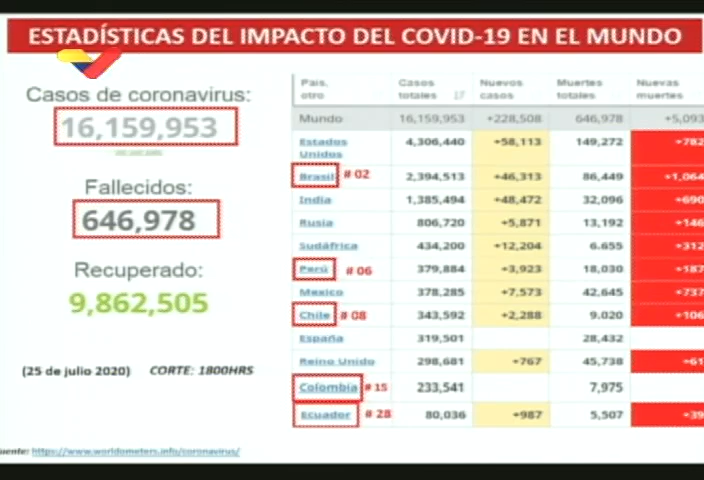 ESTADÍSTICAS DEL IMPACTO DEL COVID-19 EN EL MUNDO
Casos de coronavirus:
16,159,953
Fallecidos:
646,978
Recuperado:
9,862,505
(25 de julio 2020) CORTE: 1800HRS
uente: https://www.worldometers.info/coronavirus/
País, otro Casos totales Nuevos casos Muertes totales Nuevas muertes
Mundo 16,159,953 +228,508 646,978 +5,093
Estados Unidos 4,306,440 +58,113 149,272 +782
Brasil # 02 2,394,513 +46,313 86,449 +1,064
India 1,385,494 +48,472 32,096 +690
Rusia 806,720 +5,871 13,192 +146
Sudáfrica 434,200 +12,204 6.655 +312
Perú # 06 379,884 +3,923 18,030 +187
Mexico 378,285 +7,573 42,645 +737
Chile # 08 343,592 +2,288 9.020 +106
España 319,501 28,432
Reino Unido 298,681 +767 45,738 +61
Colombia # 15 233,541 7,975
Ecuador # 28 80,036 +987 5,507 +39